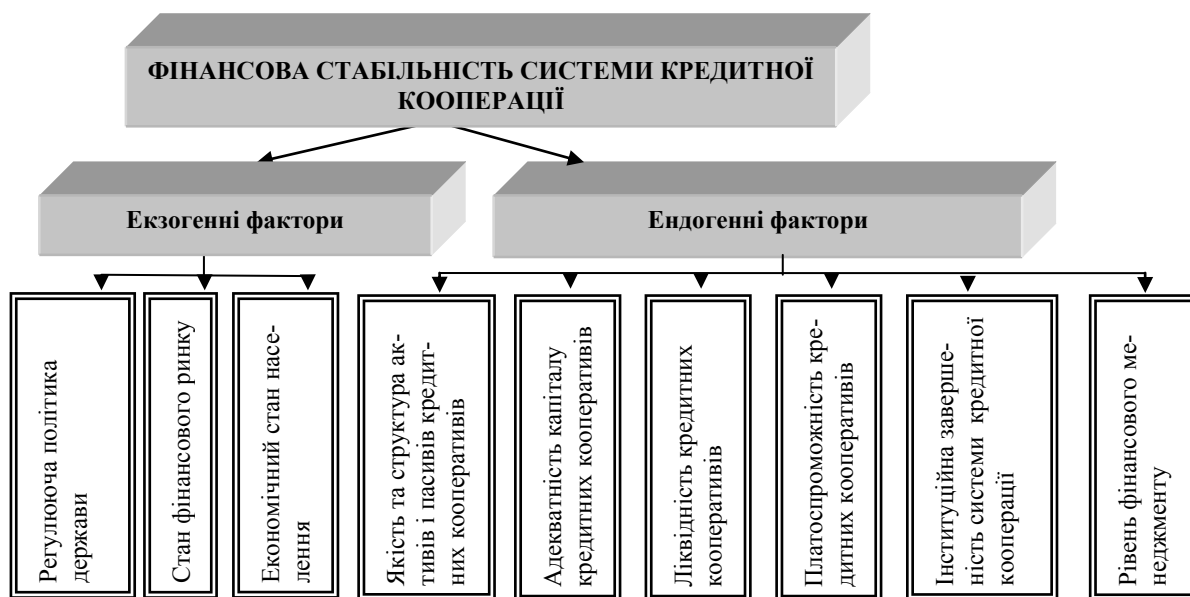 ФІНАНСОВА СТАБІЛЬНІСТЬ СИСТЕМИ КРЕДИТНОЇ
КООПЕРАЦІЇ
Екзогенні фактори
Ендогенні фактори
Регулююча політика
держави
Стан фінансового ринку
Економічний стан насе-
лення
Якість та структура ак-
тивів і пасивів кредит-
них кооперативів
Адекватність капіталу
кредитних кооперативів
Ліквідність кредитних
кооперативів
Платоспроможність кре-
дитних кооперативів
Інституційна заверше-
ність системи кредитної
кооперації
Рівень фінансового ме-
неджменту